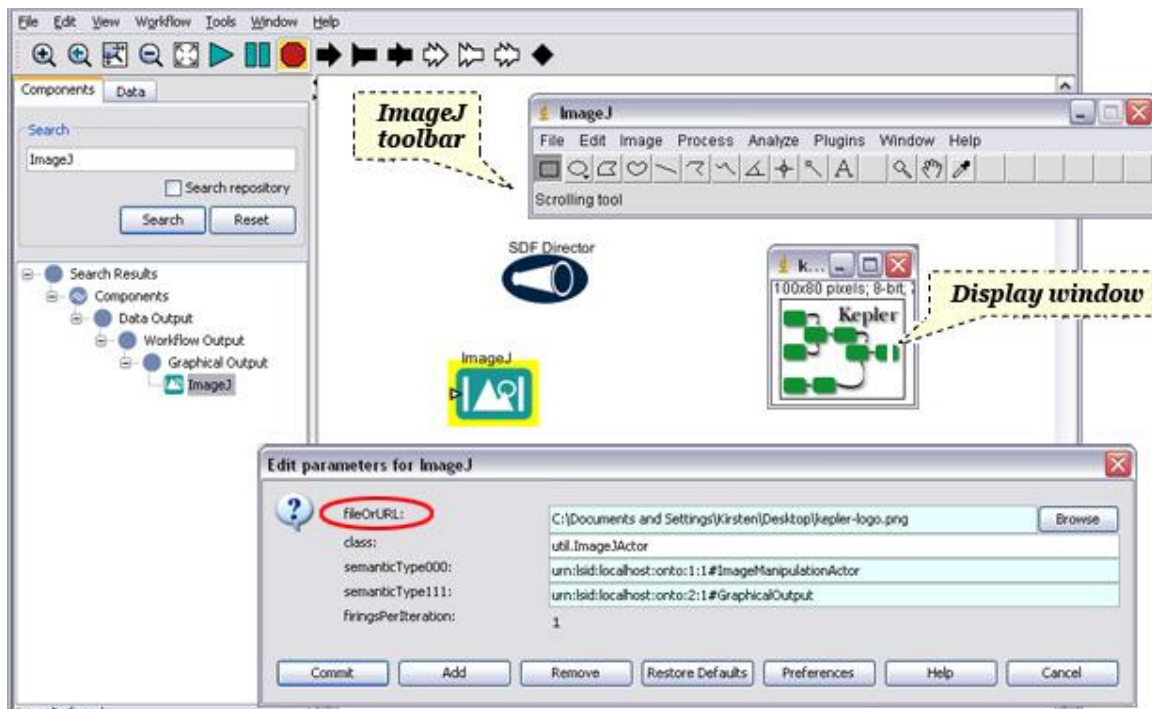 File Edit View Workflow Tools Window Help
Components Data
Search
ImageJ
Search repository
Search Reset
Search Results
Components
Data Output
Workflow Output
Graphical Output
ImageJ
ImageJ
toolbar
ImageJ
File Edit Image Process Analyze Plugins Window Help
A
Scrolling tool
SDF Director
ImageJ
k...
100x80 pixels; 8-bit;
Kepler
Display window
Edit parameters for ImageJ
fileOrURL: C:\Documents and Settings\Kirsten\Desktop\kepler-logo.png Browse
class: util.ImageJActor
semanticType000: urn:lsid:localhost:onto:1:1#ImageManipulationActor
semanticType111: urn:lsid:localhost:onto:2:1#GraphicalOutput
firingsPerIteration: 1
Commit Add Remove Restore Defaults Preferences Help Cancel